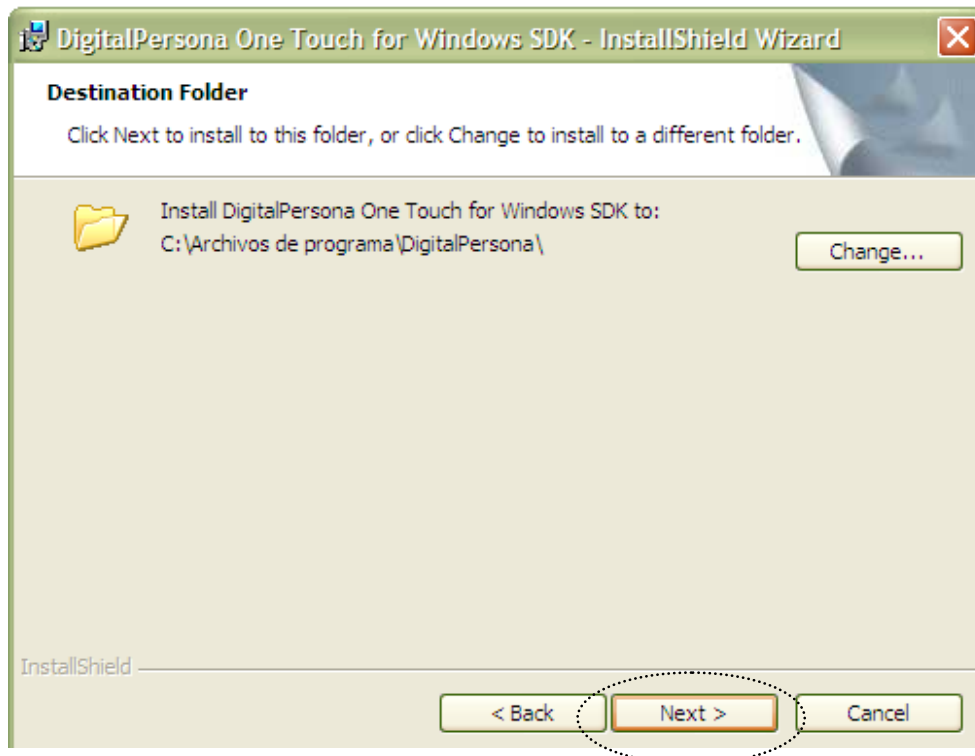 DigitalPersona One Touch for Windows SDK - InstallShield Wizard
Destination Folder
Click Next to install to this folder, or click Change to install to a different folder.
Install DigitalPersona One Touch for Windows SDK to:
C:\Archivos de programa\DigitalPersona\
Change...
InstallShield
< Back
Next >
Cancel